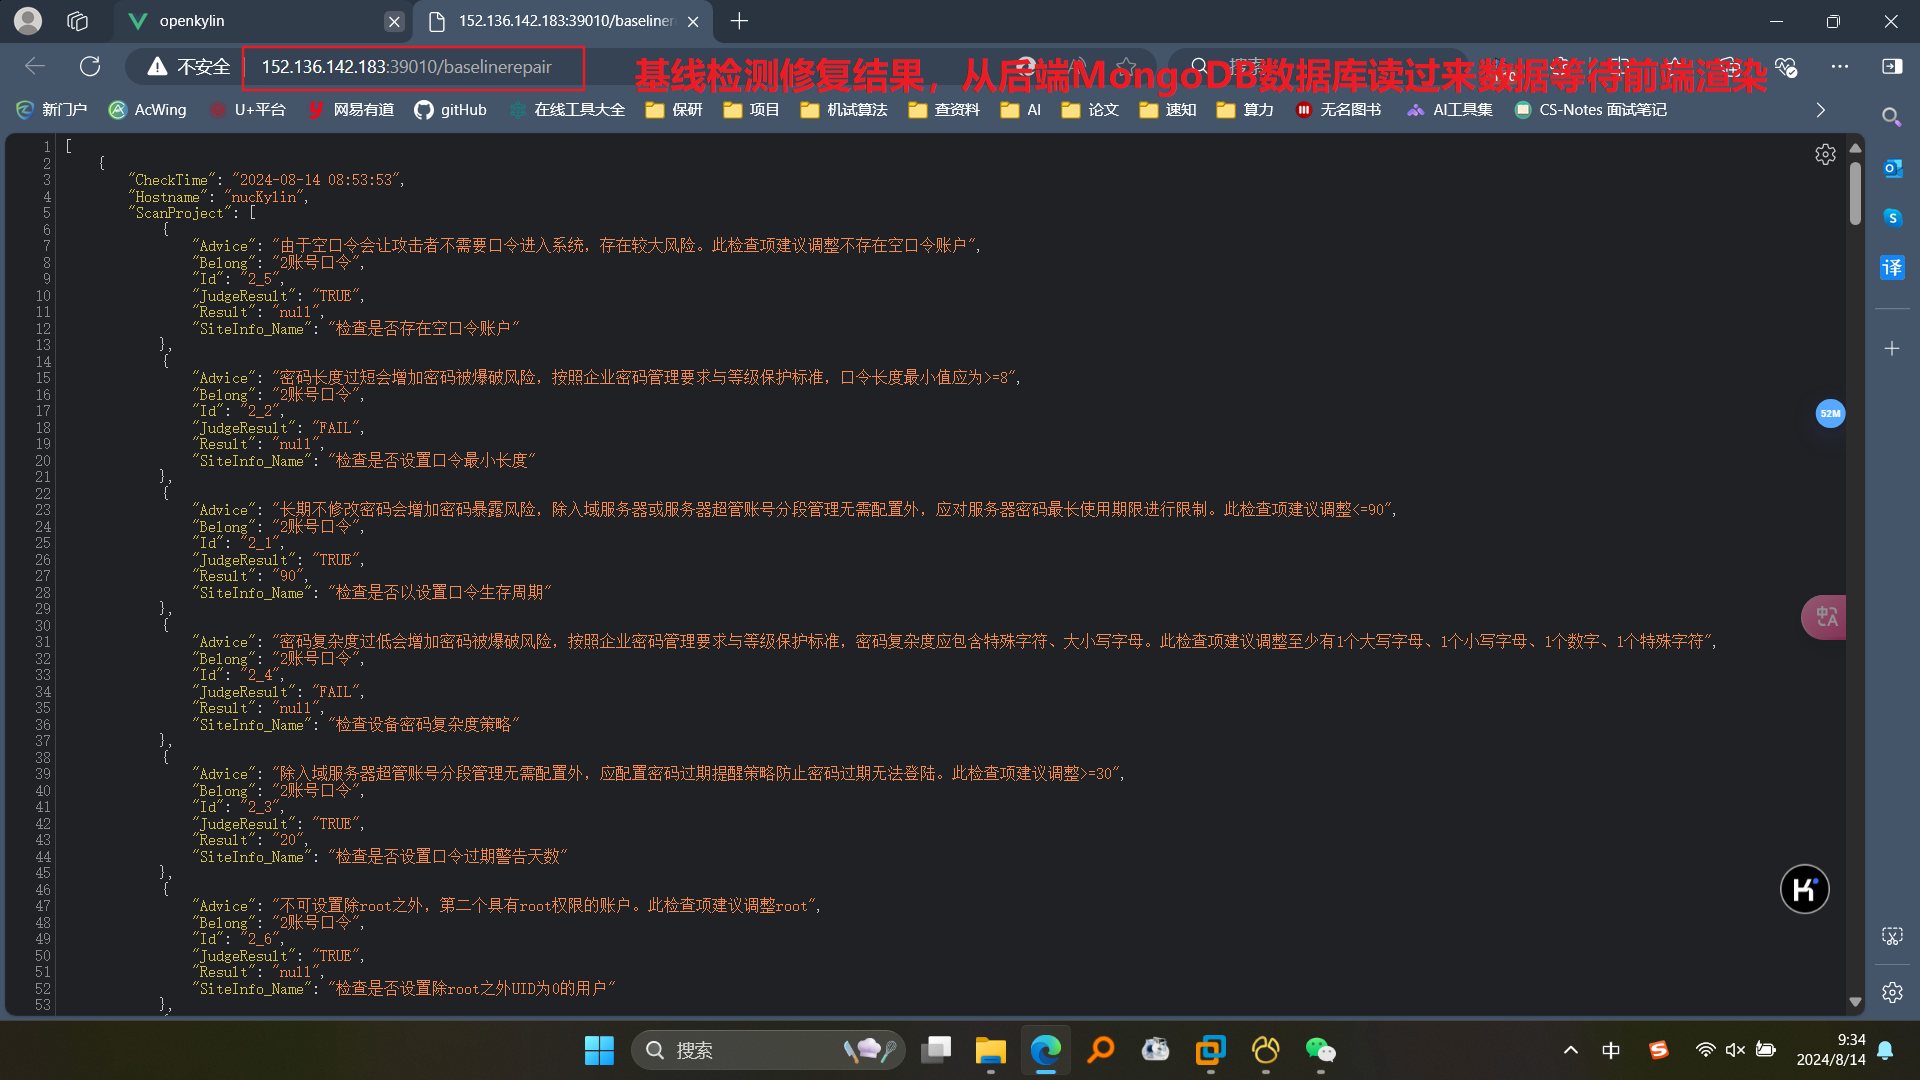 openkylin
152.136.142.183:39010/baseliner
不安全
152.136.142.183:39010/baselinerepair
基线检测修复结果，从后端MongoDB数据库读过来数据等待前端渲染
新门户
AcWing
U+平台
网易有道
gitHub
在线工具大全
保研
项目
机试算法
查资料
AI
论文
速知
算力
无名图书
AI工具集
CS-Notes 面试笔记
1 [
2 {
3 "CheckTime": "2024-08-14 08:53:53",
4 "Hostname": "nucKylin",
5 "ScanProject": [
6 {
7 "Advice": "由于空口令会让攻击者不需要口令进入系统，存在较大风险。此检查项建议调整不存在空口令账户",
8 "Belong": "2账号口令",
9 "Id": "2_5",
10 "JudgeResult": "TRUE",
11 "Result": "null",
12 "SiteInfo_Name": "检查是否存在空口令账户"
13 },
14 {
15 "Advice": "密码长度过短会增加密码被爆破风险，按照企业密码管理要求与等级保护标准，口令长度最小值应为>=8",
16 "Belong": "2账号口令",
17 "Id": "2_2",
18 "JudgeResult": "FAIL",
19 "Result": "null",
20 "SiteInfo_Name": "检查是否设置口令最小长度"
21 },
22 {
23 "Advice": "长期不修改密码会增加密码暴露风险，除入域服务器或服务器超管账号分段管理无需配置外，应对服务器密码最长使用期限进行限制。此检查项建议调整<=90",
24 "Belong": "2账号口令",
25 "Id": "2_1",
26 "JudgeResult": "TRUE",
27 "Result": "90",
28 "SiteInfo_Name": "检查是否以设置口令生存周期"
29 },
30 {
31 "Advice": "密码复杂度过低会增加密码被爆破风险，按照企业密码管理要求与等级保护标准，密码复杂度应包含特殊字符、大小写字母。此检查项建议调整至少有1个大写字母、1个小写字母、1个数字、1个特殊字符",
32 "Belong": "2账号口令",
33 "Id": "2_4",
34 "JudgeResult": "FAIL",
35 "Result": "null",
36 "SiteInfo_Name": "检查设备密码复杂度策略"
37 },
38 {
39 "Advice": "除入域服务器超管账号分段管理无需配置外，应配置密码过期提醒策略防止密码过期无法登陆。此检查项建议调整>=30",
40 "Belong": "2账号口令",
41 "Id": "2_3",
42 "JudgeResult": "TRUE",
43 "Result": "20",
44 "SiteInfo_Name": "检查是否设置口令过期警告天数"
45 },
46 {
47 "Advice": "不可设置除root之外，第二个具有root权限的账户。此检查项建议调整root",
48 "Belong": "2账号口令",
49 "Id": "2_6",
50 "JudgeResult": "TRUE",
51 "Result": "null",
52 "SiteInfo_Name": "检查是否设置除root之外UID为0的用户"
53 },
52M
译
搜索
中
9:34
2024/8/14